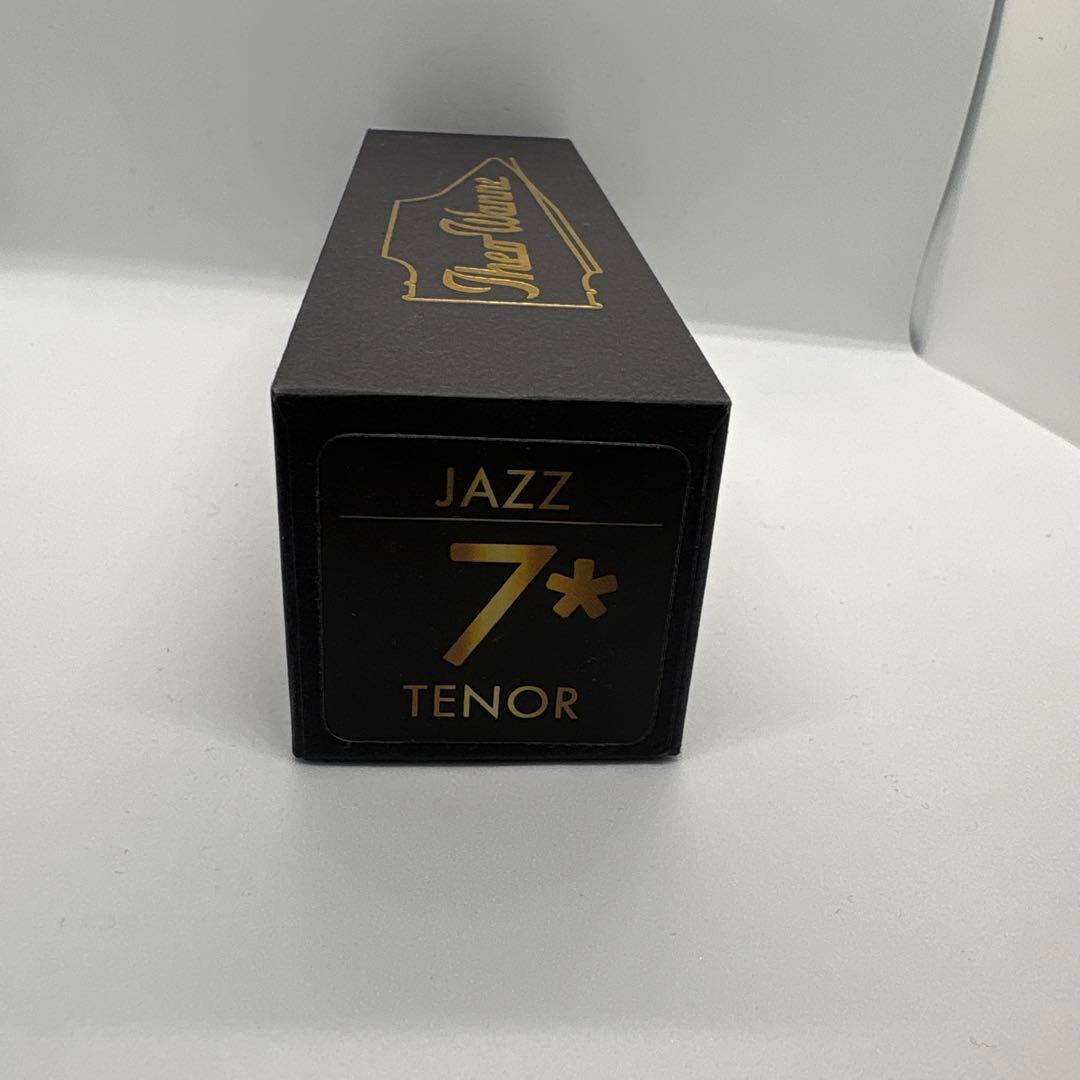 Theo Wanne
JAZZ
7*
TENOR